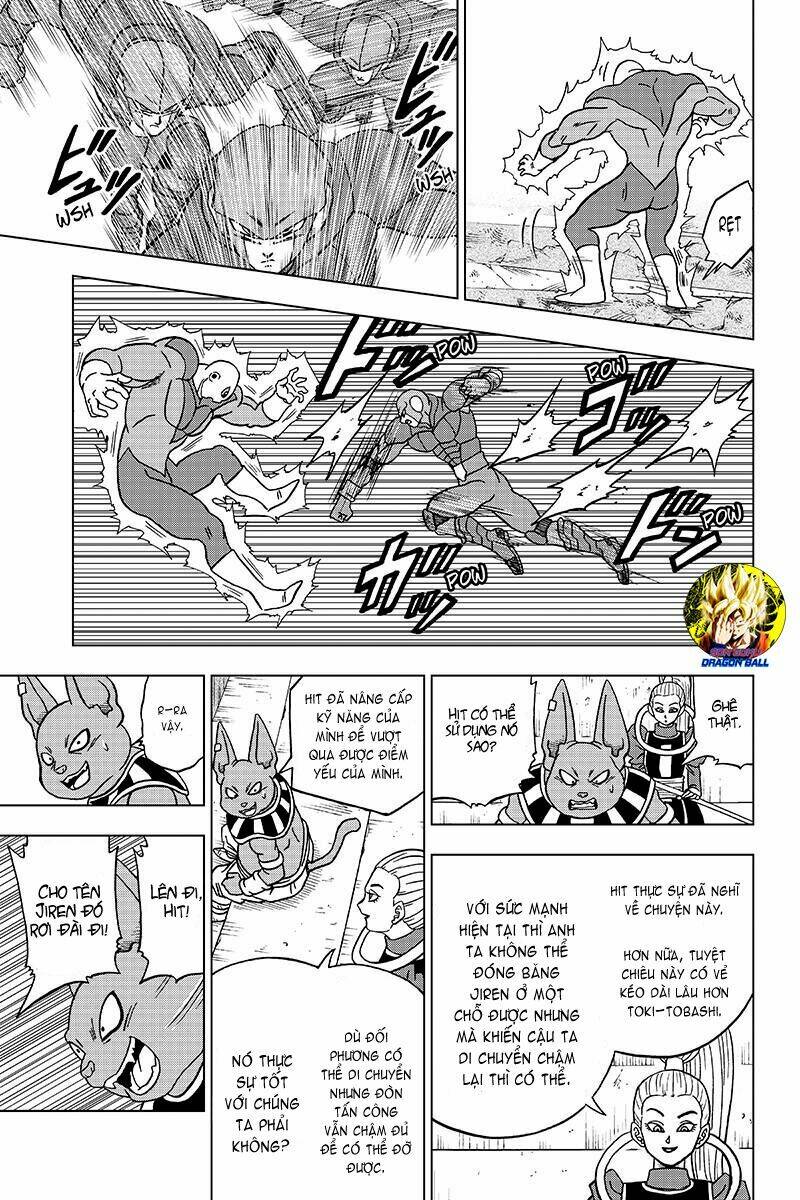 RẸT
ビュッ
WSH
ビュッ
WSH
ドッ
POW
POW
ゴッ
ガッ
POW
ドン
POW
SON GOKU
DRAGON BALL
GHÊ
THẬT.
HIT CÓ THỂ
SỬ DỤNG NÓ
SAO?
HIT THỰC SỰ ĐÃ NGHĨ
VỀ CHUYỆN NÀY.
HƠN NỮA, TUYỆT
CHIÊU NÀY CÓ VẺ
KÉO DÀI LÂU HƠN
TOKI-TOBASHI.
VỚI SỨC MẠNH
HIỆN TẠI THÌ ANH
TA KHÔNG THỂ
ĐÓNG BĂNG
JIREN Ở MỘT
CHỖ ĐƯỢC NHƯNG
MÀ KHIẾN CẬU TA
DI CHUYỂN CHẬM
LẠI THÌ CÓ THỂ.
HIT ĐÃ NÂNG CẤP
KỸ NĂNG CỦA
MÌNH ĐỂ VƯỢT
QUA ĐƯỢC ĐIỂM
YẾU CỦA MÌNH.
DÙ ĐỐI
PHƯƠNG CÓ
THỂ DI CHUYỂN
NHƯNG ĐÒN
TẤN CÔNG
VẪN CHẬM ĐỦ
ĐỂ CÓ THỂ ĐỠ
ĐƯỢC.
NÓ THỰC
SỰ TỐT
VỚI CHÚNG
TA PHẢI
KHÔNG?
R-RA
VẬY.
LÊN ĐI,
HIT!
CHO TÊN
JIREN ĐÓ
RƠI ĐÀI ĐI!